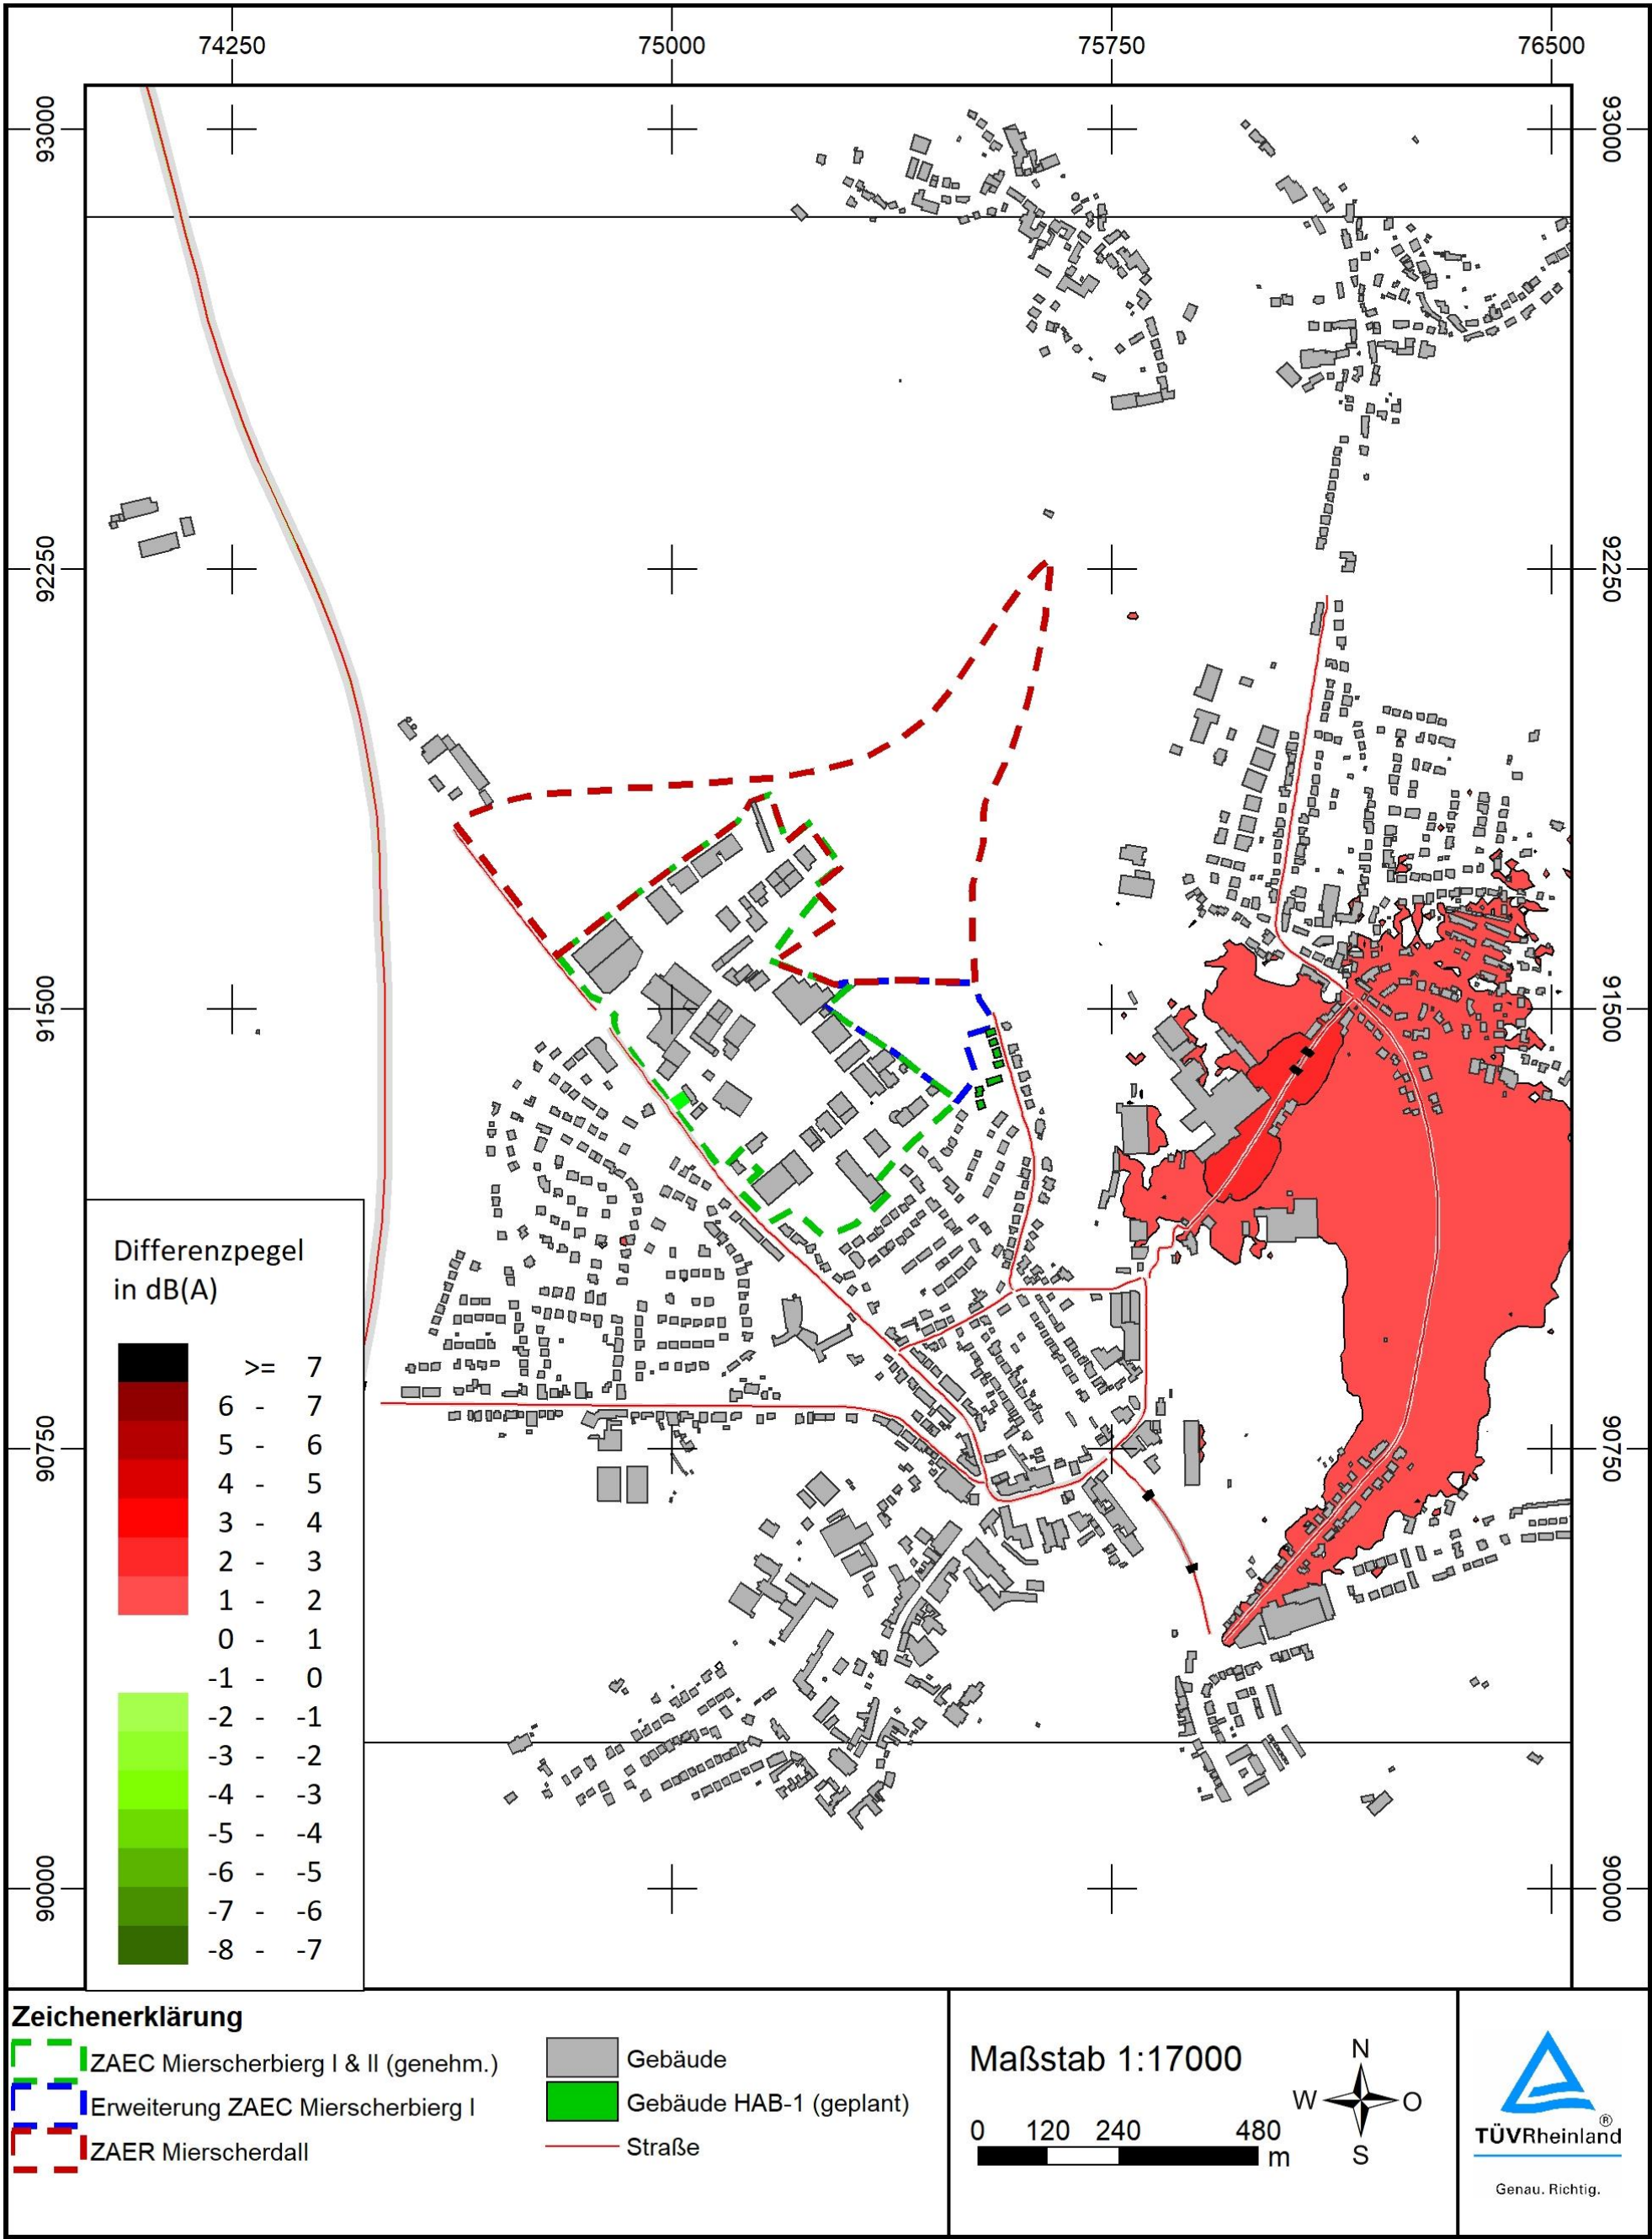 74250 75000 75750 76500
93000 93000
92250 92250
91500 91500
90750 90750
90000 90000
Differenzpegel
in dB(A)
>= 7
6 - 7
5 - 6
4 - 5
3 - 4
2 - 3
1 - 2
0 - 1
-1 - 0
-2 - -1
-3 - -2
-4 - -3
-5 - -4
-6 - -5
-7 - -6
-8 - -7
Zeichenerklärung
ZAEC Mierscherbierg I & II (genehm.)
Erweiterung ZAEC Mierscherbierg I
ZAER Mierscherdall
Gebäude
Gebäude HAB-1 (geplant)
Straße
Maßstab 1:17000
0 120 240 480
m
N
W O
S
®
TÜVRheinland
Genau. Richtig.